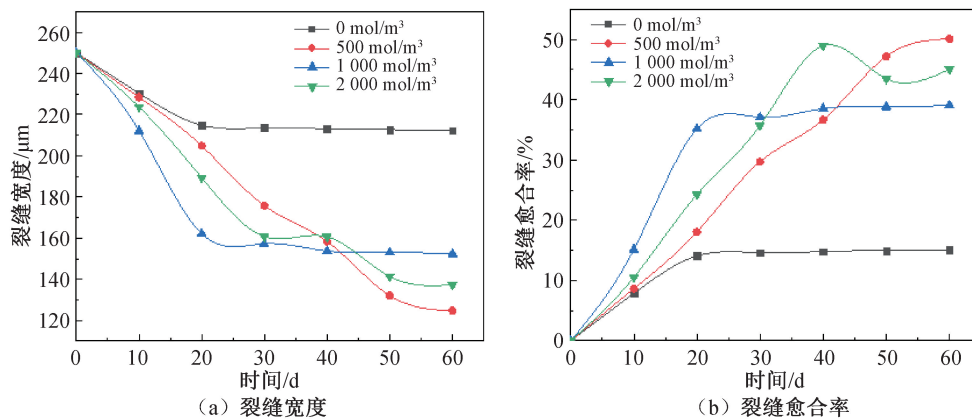 260
240
220
200
180
160
140
120
裂缝宽度/μm
0 mol/m³
500 mol/m³
1 000 mol/m³
2 000 mol/m³
0 10 20 30 40 50 60
时间/d
(a) 裂缝宽度
50
40
30
20
10
0
裂缝愈合率/%
0 mol/m³
500 mol/m³
1 000 mol/m³
2 000 mol/m³
0 10 20 30 40 50 60
时间/d
(b) 裂缝愈合率